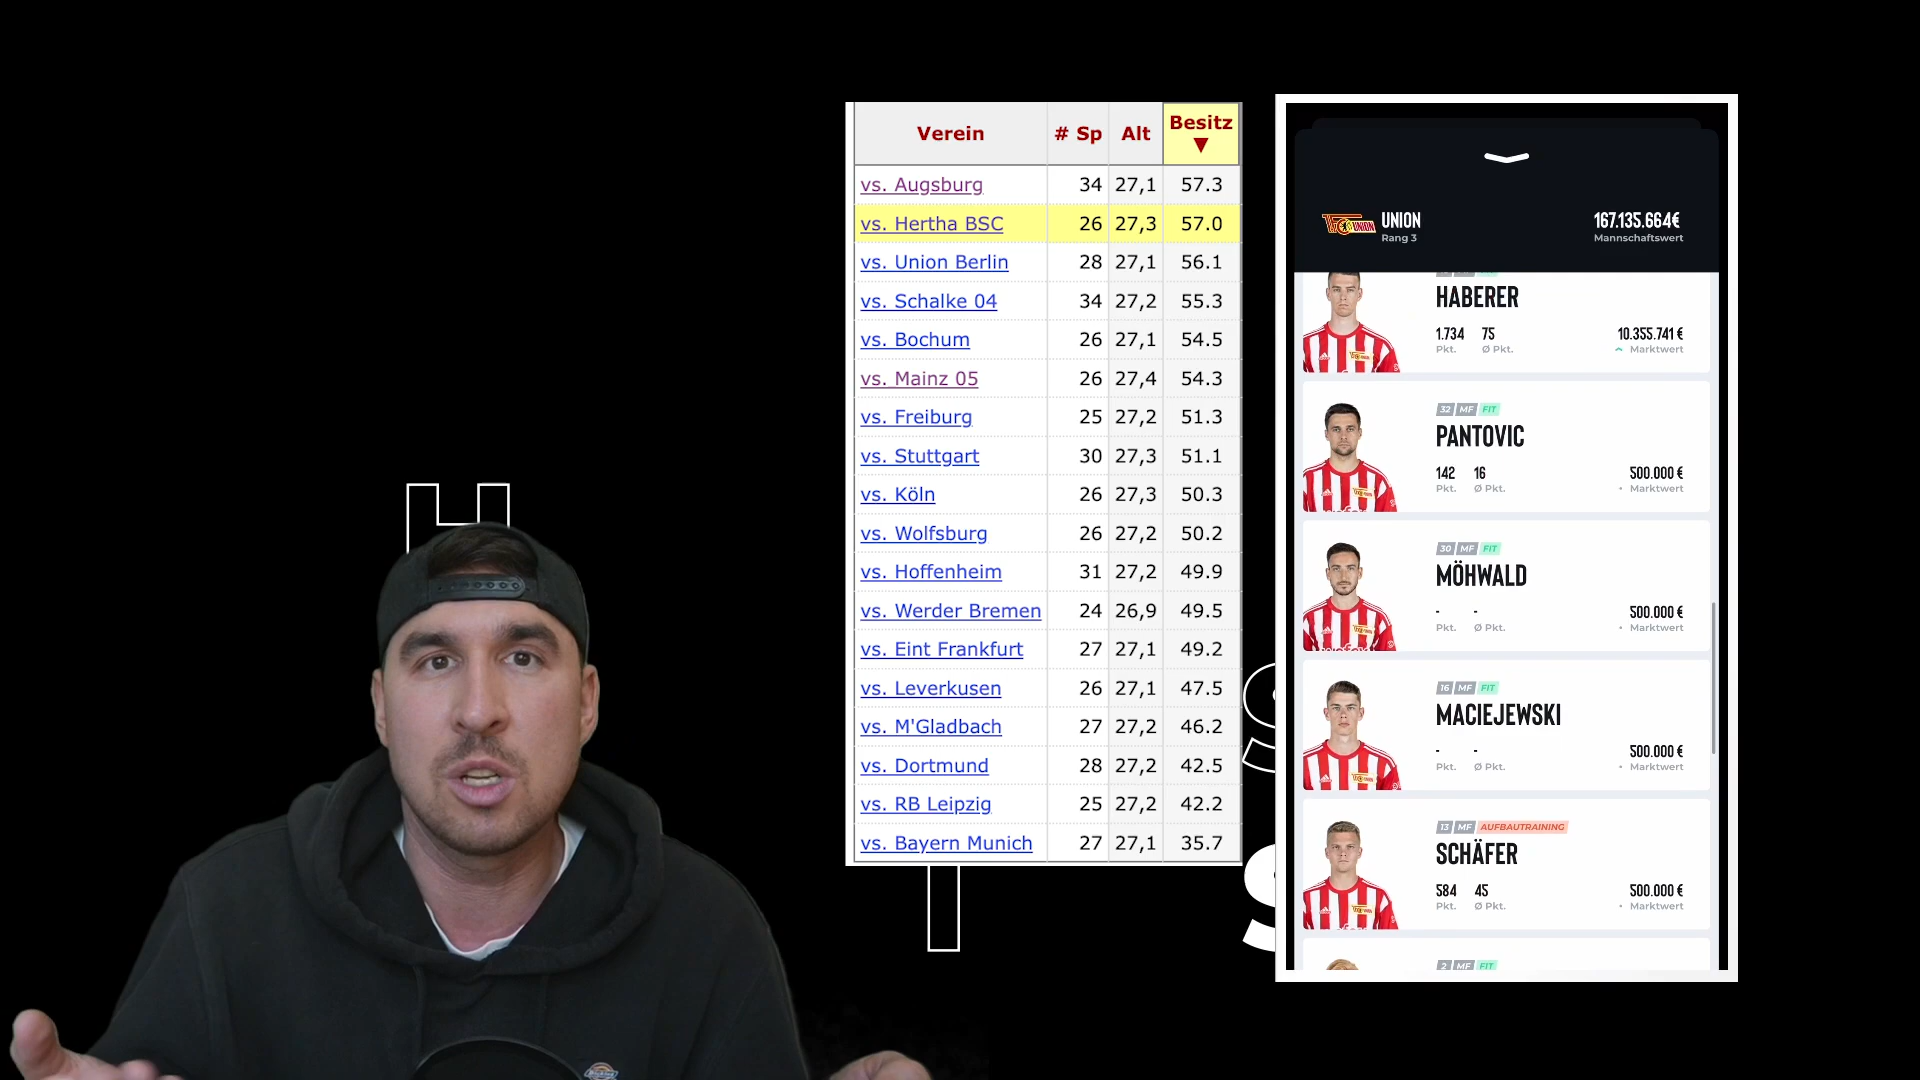 Verein # Sp Alt Besitz ▼
vs. Augsburg 34 27,1 57.3
vs. Hertha BSC 26 27,3 57.0
vs. Union Berlin 28 27,1 56.1
vs. Schalke 04 34 27,2 55.3
vs. Bochum 26 27,1 54.5
vs. Mainz 05 26 27,4 54.3
vs. Freiburg 25 27,2 51.3
vs. Stuttgart 30 27,3 51.1
vs. Köln 26 27,3 50.3
vs. Wolfsburg 26 27,2 50.2
vs. Hoffenheim 31 27,2 49.9
vs. Werder Bremen 24 26,9 49.5
vs. Eint Frankfurt 27 27,1 49.2
vs. Leverkusen 26 27,1 47.5
vs. M'Gladbach 27 27,2 46.2
vs. Dortmund 28 27,2 42.5
vs. RB Leipzig 25 27,2 42.2
vs. Bayern Munich 27 27,1 35.7
UNION 167.135.664€
Rang 3 Mannschaftswert
HABERER
1.734 75 10.355.741 €
Pkt. Ø Pkt. Marktwert
32 MF FIT
PANTOVIC
142 16 500.000 €
Pkt. Ø Pkt. Marktwert
30 MF FIT
MÖHWALD
- - 500.000 €
Pkt. Ø Pkt. Marktwert
16 MF FIT
MACIEJEWSKI
- - 500.000 €
Pkt. Ø Pkt. Marktwert
13 MF AUFBAUTRAINING
SCHÄFER
584 45 500.000 €
Pkt. Ø Pkt. Marktwert
2 MF FIT
Dickies